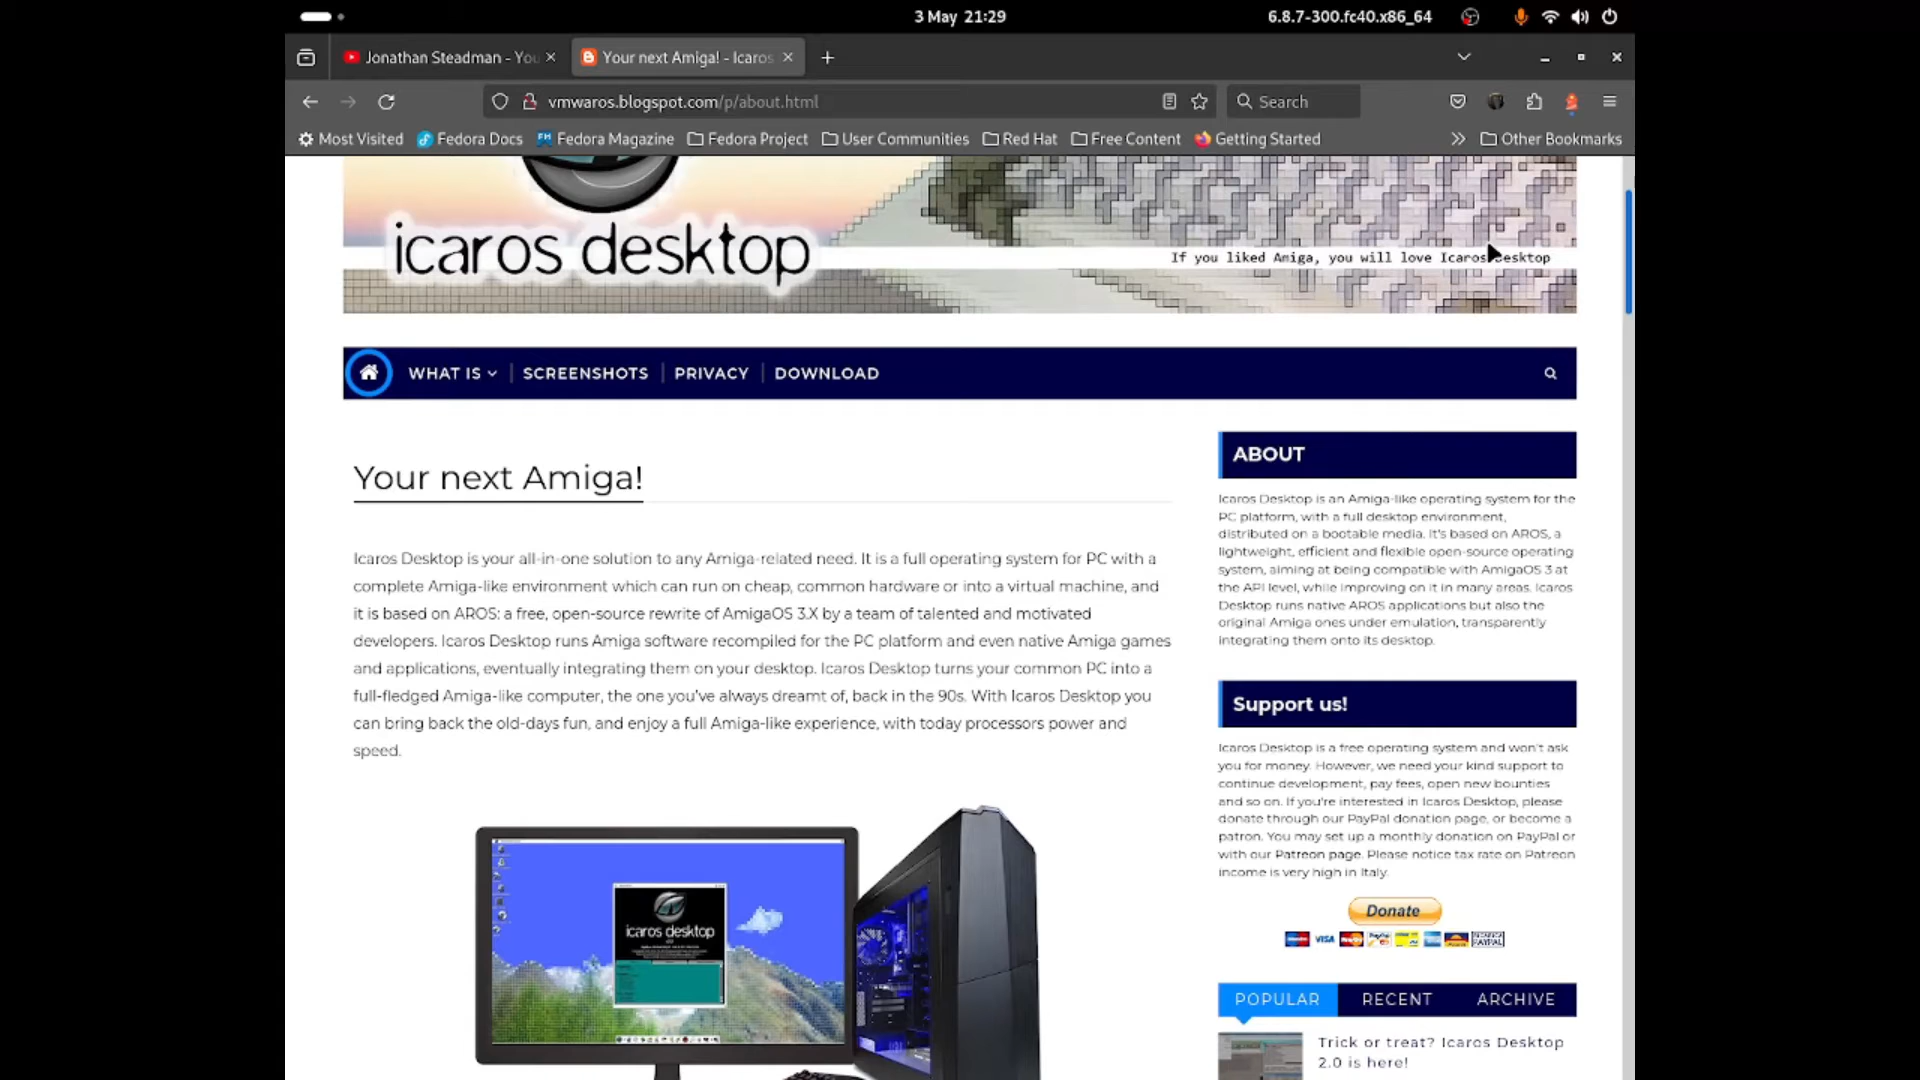 3 May 21:29
6.8.7-300.fc40.x86_64
Jonathan Steadman - You
Your next Amiga! - Icaros
vmwaros.blogspot.com/p/about.html
Search
Most Visited
Fedora Docs
Fedora Magazine
Fedora Project
User Communities
Red Hat
Free Content
Getting Started
Other Bookmarks
icaros desktop
If you liked Amiga, you will love Icaros Desktop
WHAT IS
SCREENSHOTS
PRIVACY
DOWNLOAD
Your next Amiga!
Icaros Desktop is your all-in-one solution to any Amiga-related need. It is a full operating system for PC with a
complete Amiga-like environment which can run on cheap, common hardware or into a virtual machine, and
it is based on AROS: a free, open-source rewrite of AmigaOS 3.X by a team of talented and motivated
developers. Icaros Desktop runs Amiga software recompiled for the PC platform and even native Amiga games
and applications, eventually integrating them on your desktop. Icaros Desktop turns your common PC into a
full-fledged Amiga-like computer, the one you've always dreamt of, back in the 90s. With Icaros Desktop you
can bring back the old-days fun, and enjoy a full Amiga-like experience, with today processors power and
speed.
icaros desktop
ABOUT
Icaros Desktop is an Amiga-like operating system for the
PC platform, with a full desktop environment,
distributed on a bootable media. It's based on AROS, a
lightweight, efficient and flexible open-source operating
system, aiming at being compatible with AmigaOS 3 at
the API level, while improving on it in many areas. Icaros
Desktop runs native AROS applications but also the
original Amiga ones under emulation, transparently
integrating them onto its desktop.
Support us!
Icaros Desktop is a free operating system and won't ask
you for money. However, we need your kind support to
continue development, pay fees, open new bounties
and so on. If you're interested in Icaros Desktop, please
donate through our PayPal donation page, or become a
patron. You may set up a monthly donation on PayPal or
with our Patreon page. Please notice tax rate on Patreon
income is very high in Italy.
Donate
VISA
POPULAR
RECENT
ARCHIVE
Trick or treat? Icaros Desktop
2.0 is here!